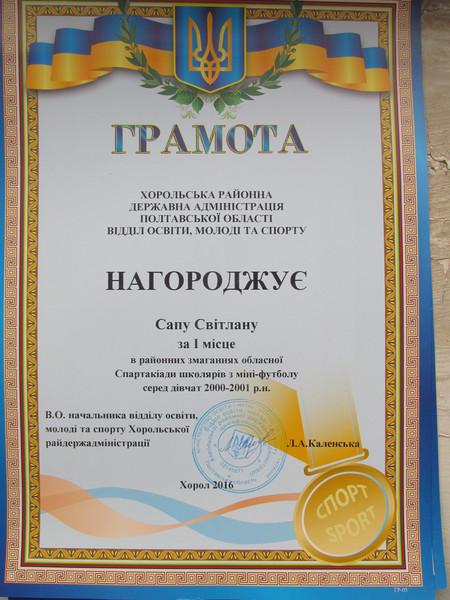 ГРАМОТА
ХОРОЛЬСЬКА РАЙОННА
ДЕРЖАВНА АДМІНІСТРАЦІЯ
ПОЛТАВСЬКОЇ ОБЛАСТІ
ВІДДІЛ ОСВІТИ, МОЛОДІ ТА СПОРТУ
НАГОРОДЖУЄ
Сапу Світлану
за І місце
в районних змаганнях обласної
Спартакіади школярів з міні-футболу
серед дівчат 2000-2001 р.н.
В.О. начальника відділу освіти,
молоді та спорту Хорольської
райдержадміністрації
Л.А.Каленська
Хорол 2016
СПОРТ
SPORT